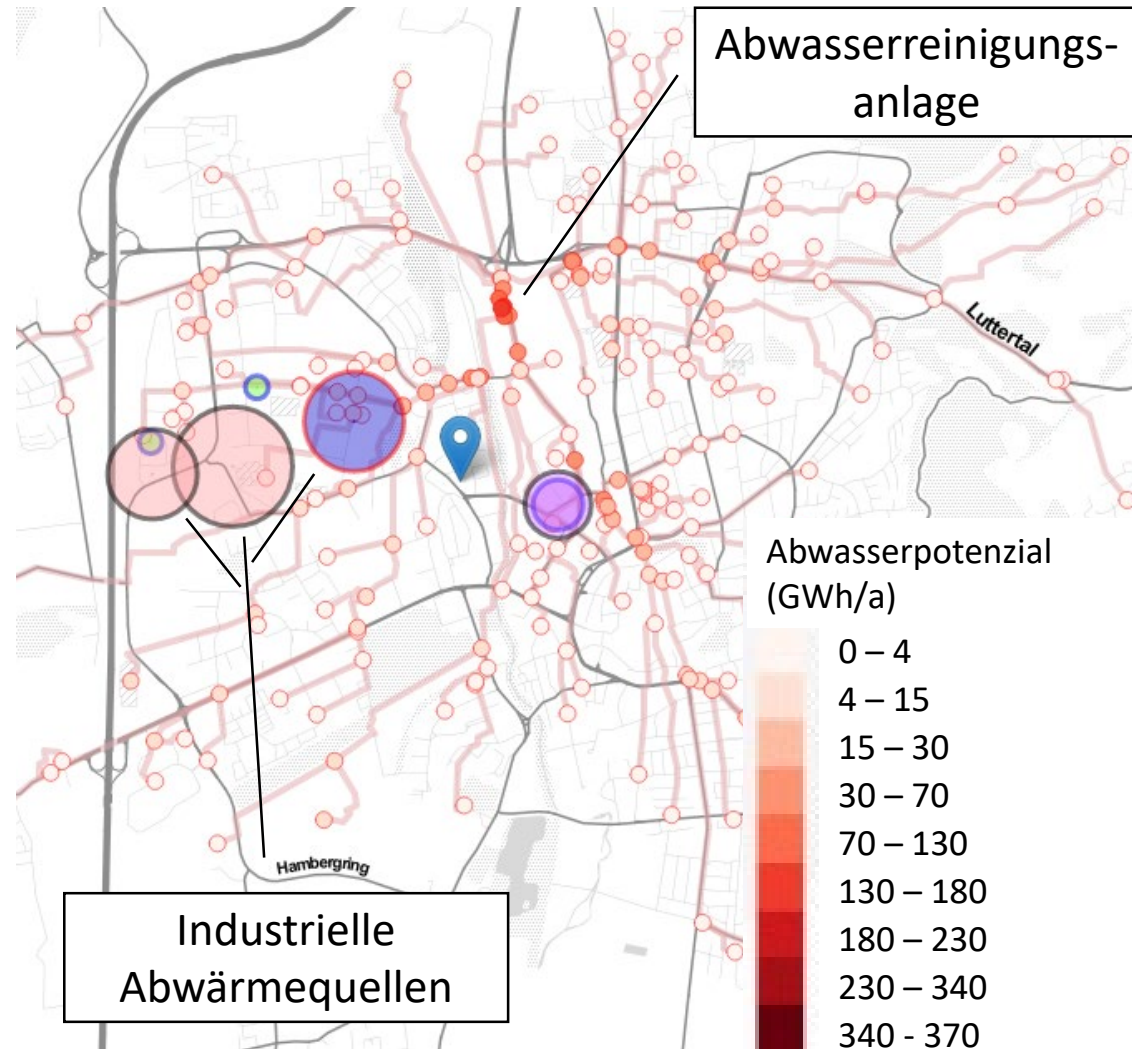 Abwasserreinigungs-
anlage
Luttertal
Abwasserpotenzial
(GWh/a)
0 – 4
4 – 15
15 – 30
30 – 70
70 – 130
130 – 180
180 – 230
230 – 340
340 - 370
Hambergring
Industrielle
Abwärmequellen